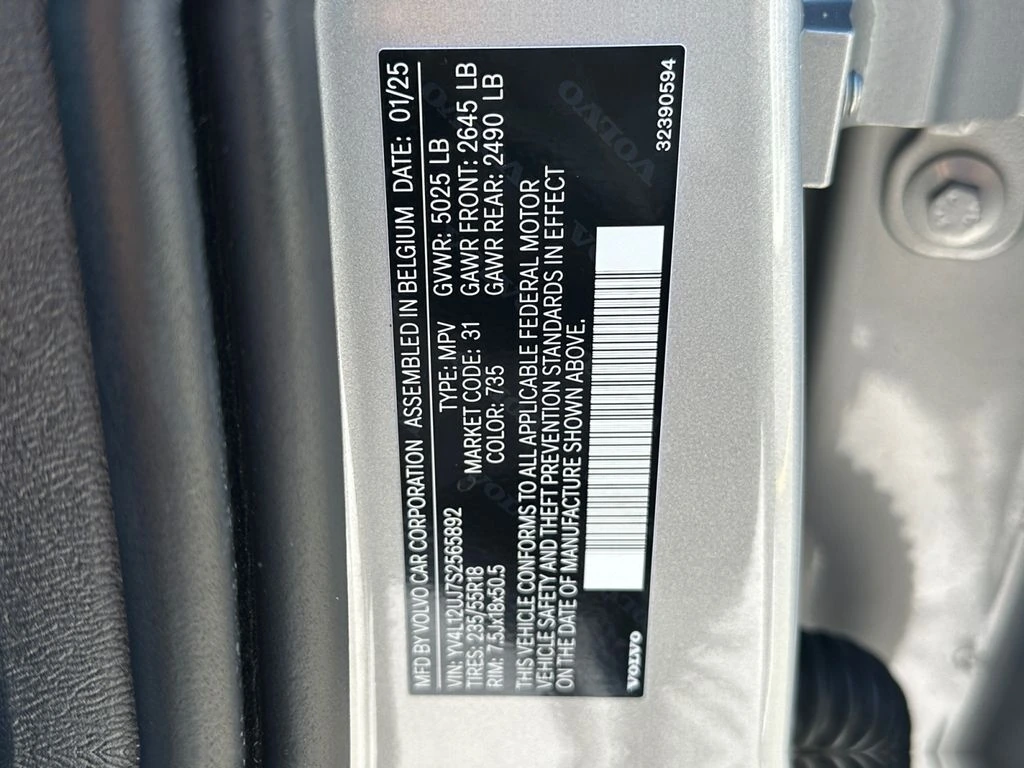 MFD BY VOLVO CAR CORPORATION ASSEMBLED IN BELGIUM DATE: 01/25
VIN: YV4L12UJ7S2565892 TYPE: MPV GVWR: 5025 LB
TIRES: 235/55R18 MARKET CODE: 31 GAWR FRONT: 2645 LB
RIM: 7.5Jx18x50.5 COLOR: 735 GAWR REAR: 2490 LB
THIS VEHICLE CONFORMS TO ALL APPLICABLE FEDERAL MOTOR
VEHICLE SAFETY AND THEFT PREVENTION STANDARDS IN EFFECT
ON THE DATE OF MANUFACTURE SHOWN ABOVE.
VOLVO 32390594